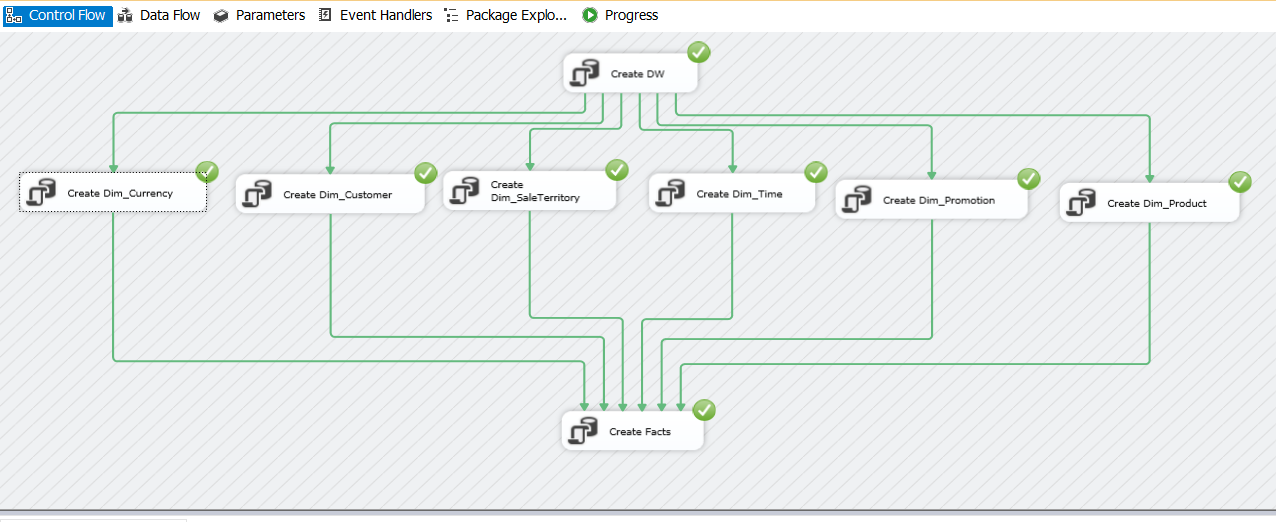 Control Flow
Data Flow
Parameters
Event Handlers
Package Explo...
Progress
Create DW
Create Dim_Currency
Create Dim_Customer
Create
Dim_SaleTerritory
Create Dim_Time
Create Dim_Promotion
Create Dim_Product
Create Facts